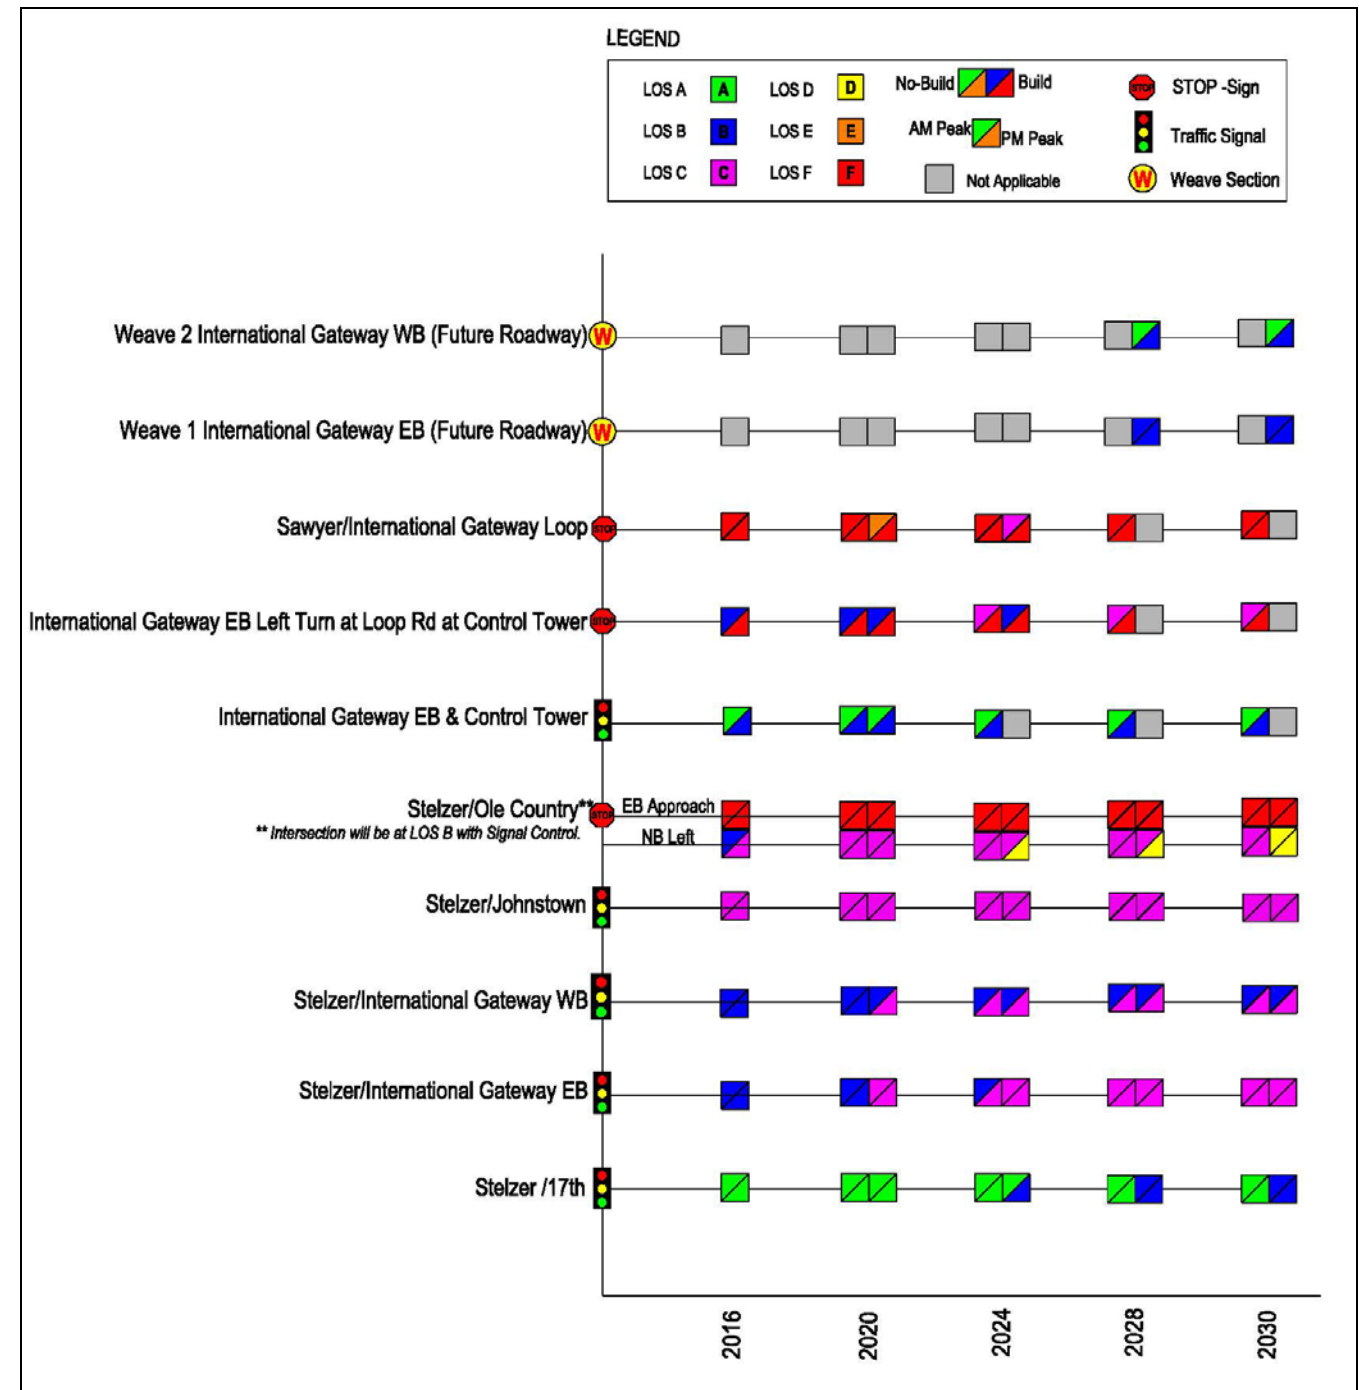 LEGEND
LOS A A LOS D D No-Build Build STOP STOP -Sign
LOS B B LOS E E AM Peak PM Peak Traffic Signal
LOS C C LOS F F Not Applicable W Weave Section
Weave 2 International Gateway WB (Future Roadway) W
Weave 1 International Gateway EB (Future Roadway) W
Sawyer/International Gateway Loop STOP
International Gateway EB Left Turn at Loop Rd at Control Tower STOP
International Gateway EB & Control Tower
Stelzer/Ole Country** STOP EB Approach
** Intersection will be at LOS B with Signal Control. NB Left
Stelzer/Johnstown
Stelzer/International Gateway WB
Stelzer/International Gateway EB
Stelzer /17th
2016 2020 2024 2028 2030